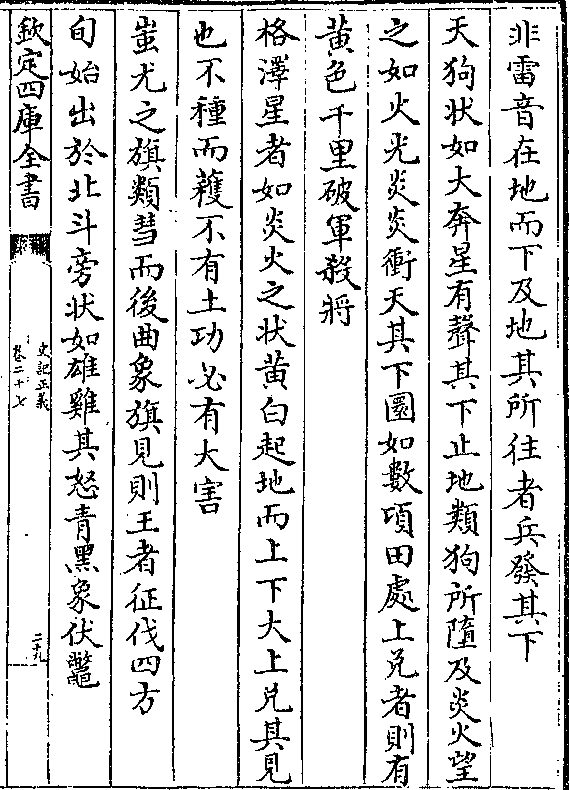 非雷音在地而下及地其所往者兵發其下
天狗狀如大奔星有聲其下止地類狗所墮及炎火望
之如火光炎炎衝天其下圜如數項田處上兊者則有
黄色千里破軍殺將
格澤星者如炎火之狀黄白起地而上下大上兊其見
也不種而穫不有土功必有大害
蚩尤之旗類彗而後曲象旗見則王者征伐四方
旬始出於北斗旁狀如雄雞其怒青黑象伏鼈
欽定四庫全書
史記正義
卷二十七
二十九